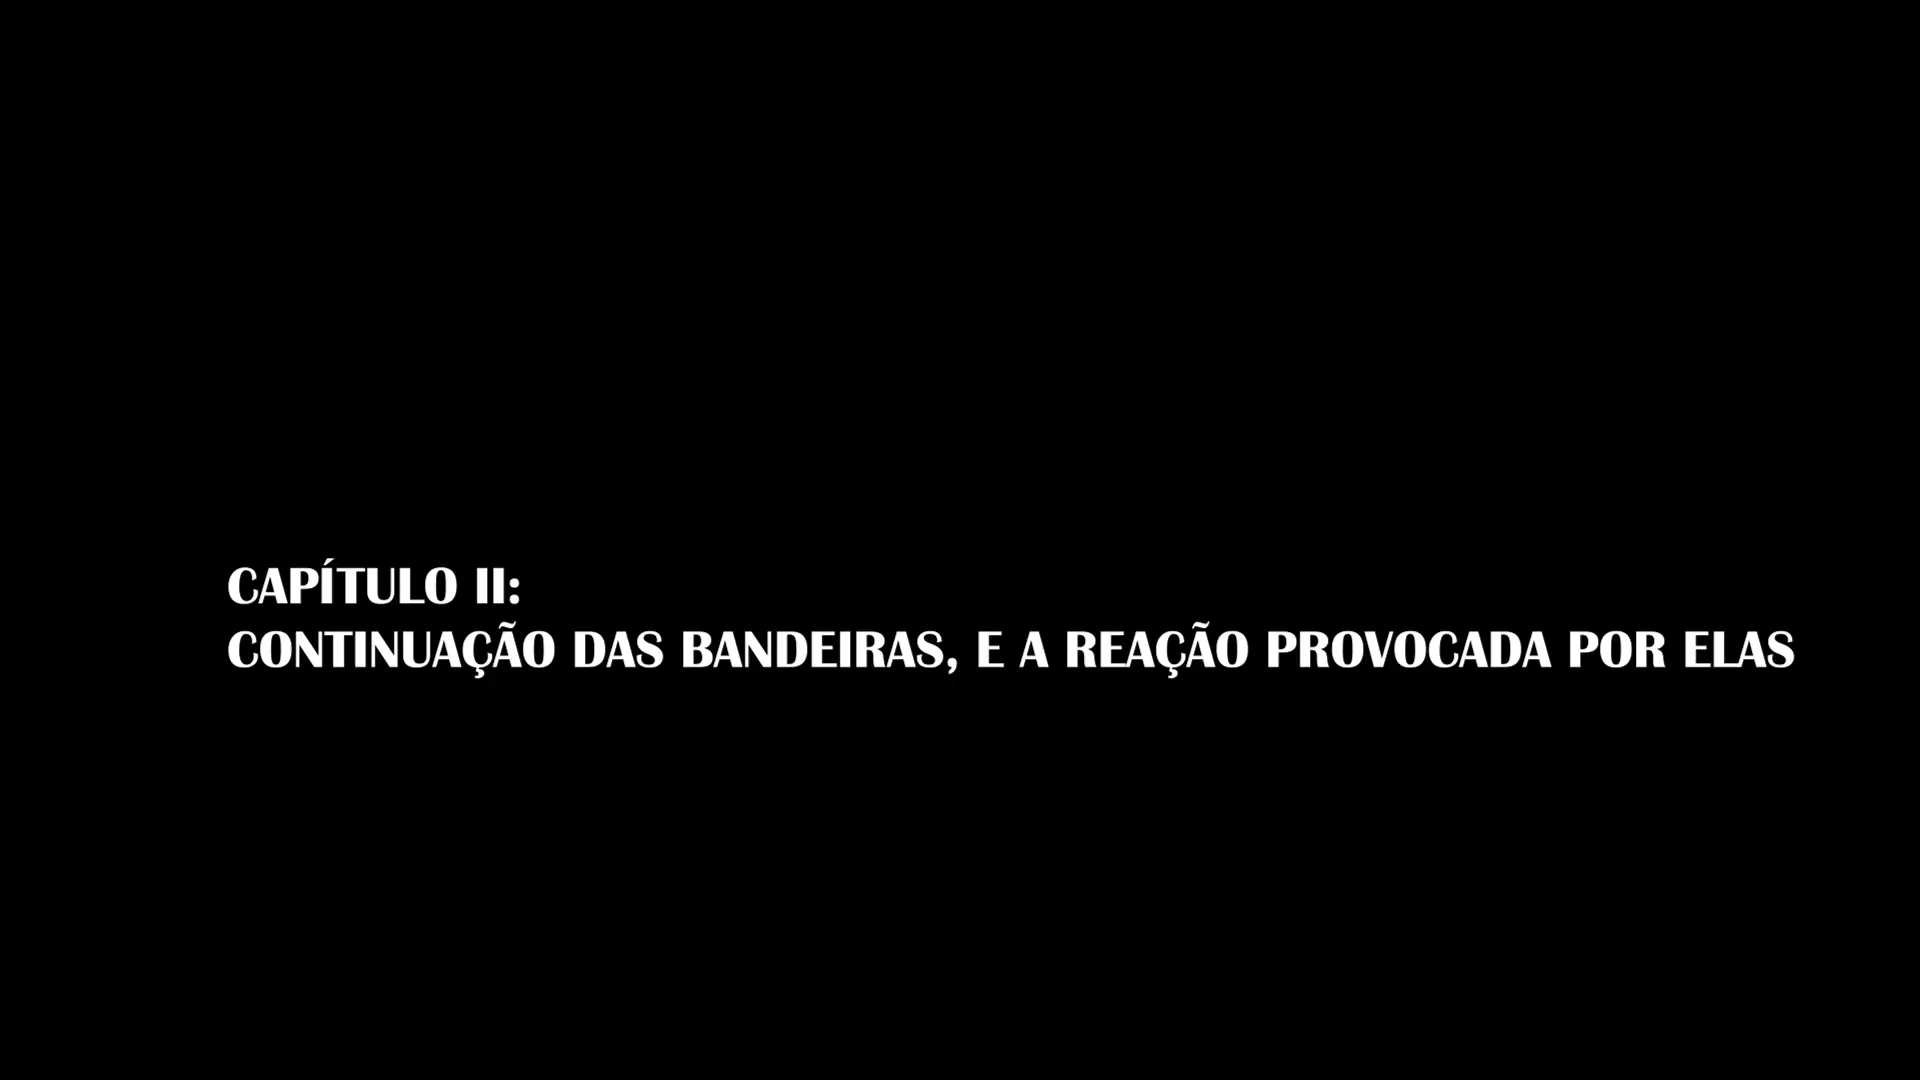 CAPÍTULO II:
CONTINUAÇÃO DAS BANDEIRAS, E A REAÇÃO PROVOCADA POR ELAS